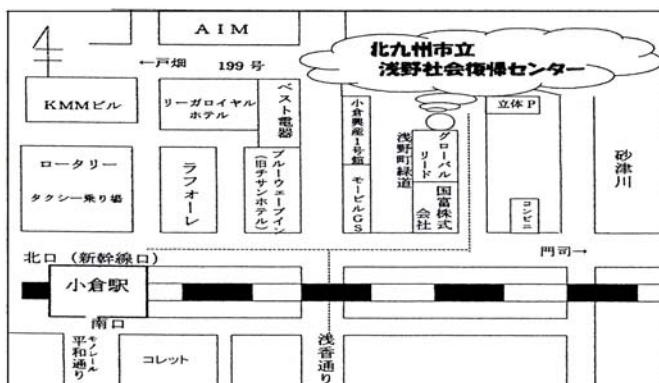 AIM
北九州市立
浅野社会復帰センター
←戸畑 199号
KMMビル
リーガロイヤル
ホテル
ベスト電器
小倉興産1号館
グローバル
リード
立体P
浅野町緑道
砂津川
ロータリー
タクシー乗り場
ラフォーレ
ブルーウェーブイン
(旧チサンホテル)
モービルGS
国富株式
会社
コンビニ
北口(新幹線口)
門司→
小倉駅
南口
モノレール
平和通り
コレット
浅香通り